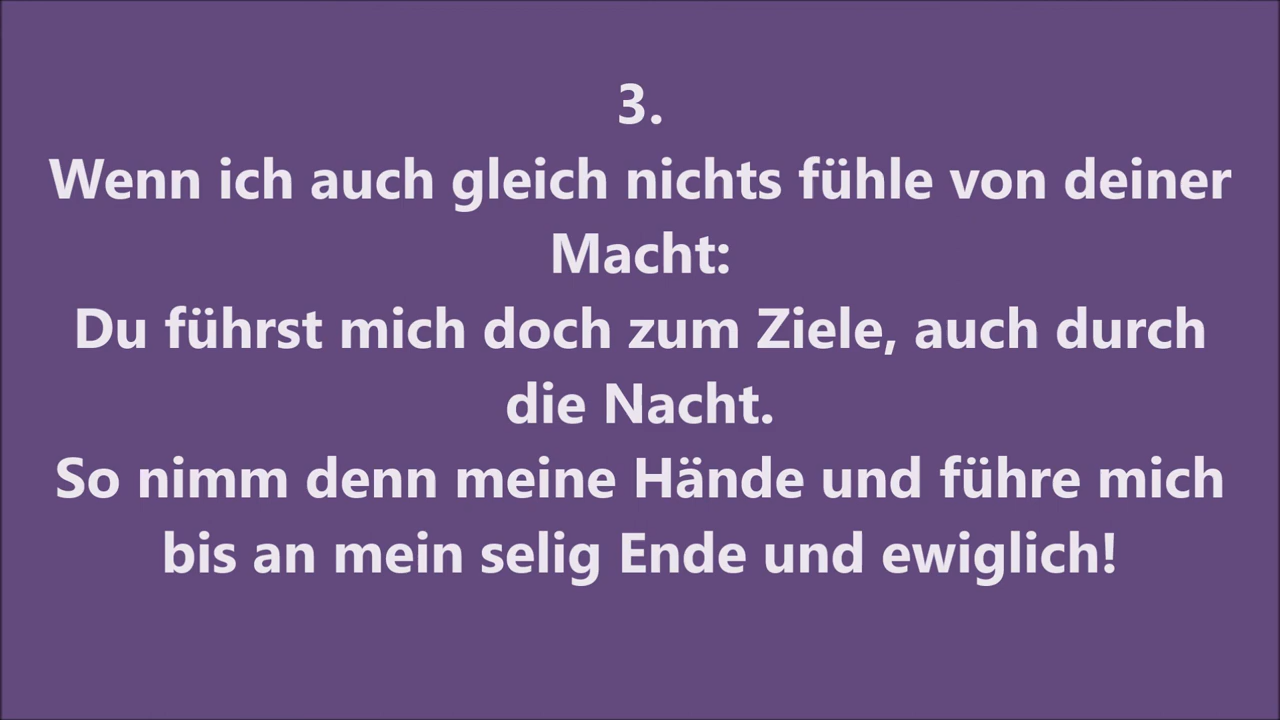 3.
Wenn ich auch gleich nichts fühle von deiner
Macht:
Du führst mich doch zum Ziele, auch durch
die Nacht.
So nimm denn meine Hände und führe mich
bis an mein selig Ende und ewiglich!